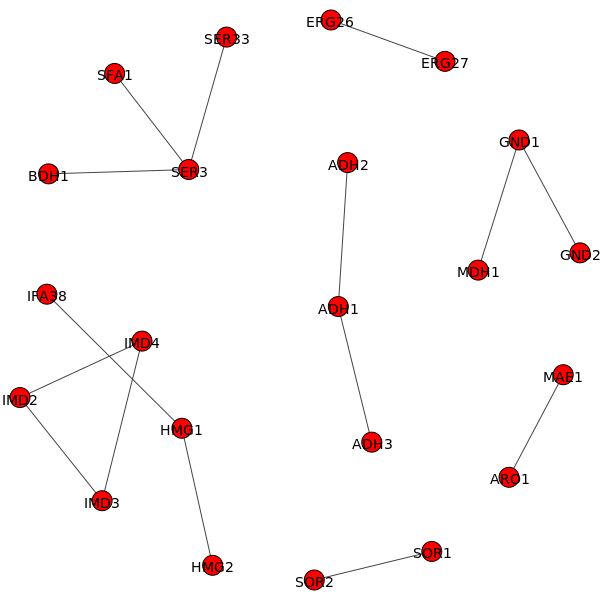 ERG26
SER33
ERG27
SFA1
GND1
ADH2
SER3
BDH1
GND2
MDH1
IFA38
ADH1
IMD4
MAE1
IMD2
HMG1
ADH3
ARO1
IMD3
SOR1
HMG2
SOR2